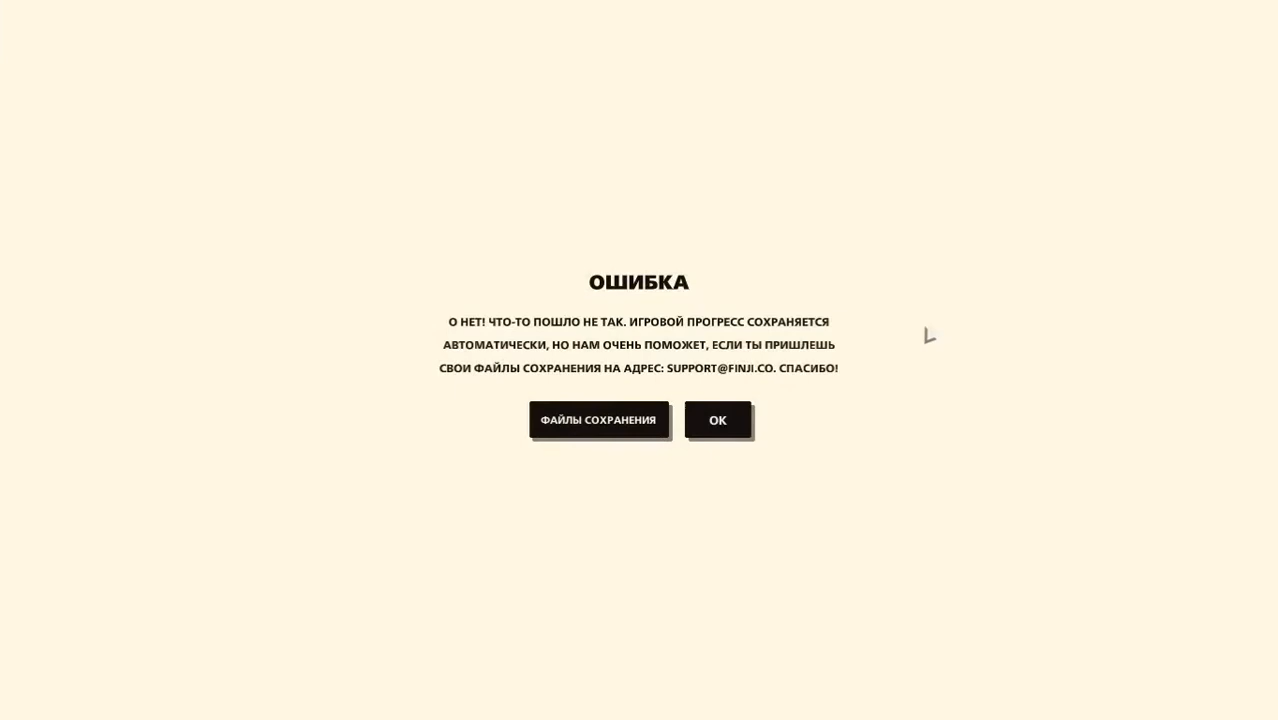 ОШИБКА
О НЕТ! ЧТО-ТО ПОШЛО НЕ ТАК. ИГРОВОЙ ПРОГРЕСС СОХРАНЯЕТСЯ
АВТОМАТИЧЕСКИ, НО НАМ ОЧЕНЬ ПОМОЖЕТ, ЕСЛИ ТЫ ПРИШЛЕШЬ
СВОИ ФАЙЛЫ СОХРАНЕНИЯ НА АДРЕС: SUPPORT@FINJI.CO. СПАСИБО!
ФАЙЛЫ СОХРАНЕНИЯ
ОК